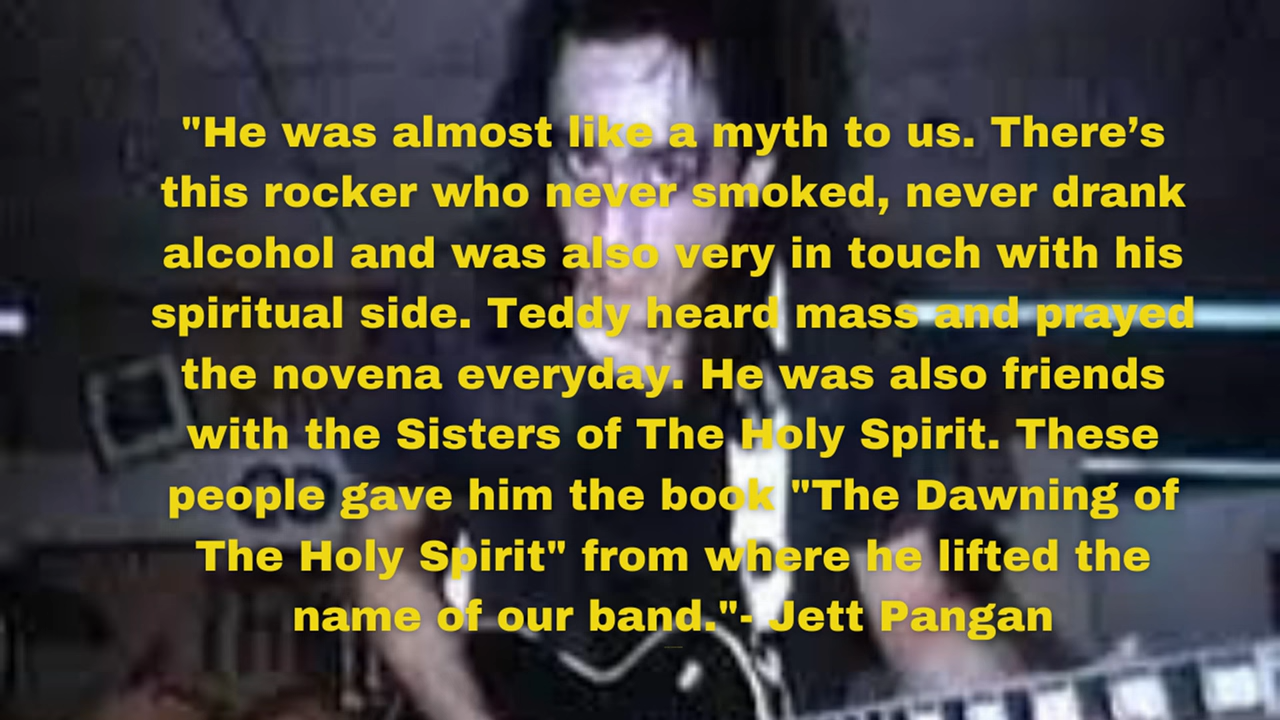 "He was almost like a myth to us. There’s
this rocker who never smoked, never drank
alcohol and was also very in touch with his
spiritual side. Teddy heard mass and prayed
the novena everyday. He was also friends
with the Sisters of The Holy Spirit. These
people gave him the book "The Dawning of
The Holy Spirit" from where he lifted the
name of our band."- Jett Pangan